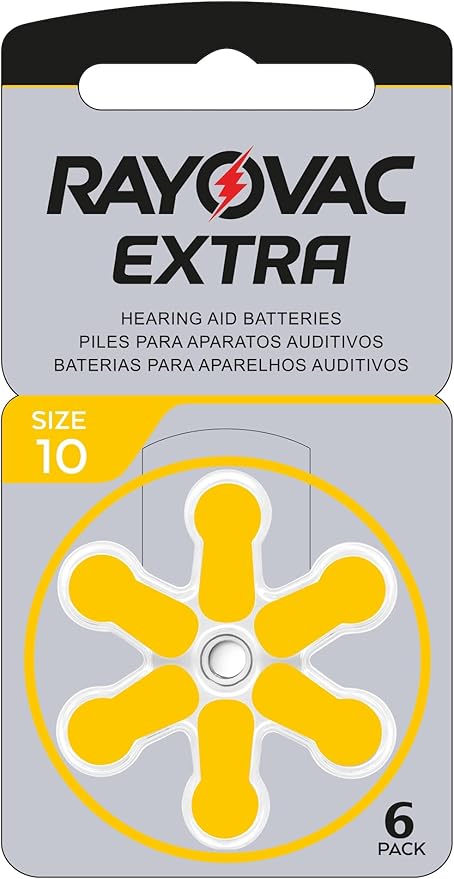 RAYOVAC
EXTRA
HEARING AID BATTERIES
PILES PARA APARATOS AUDITIVOS
BATERIAS PARA APARELHOS AUDITIVOS
SIZE
10
6
PACK